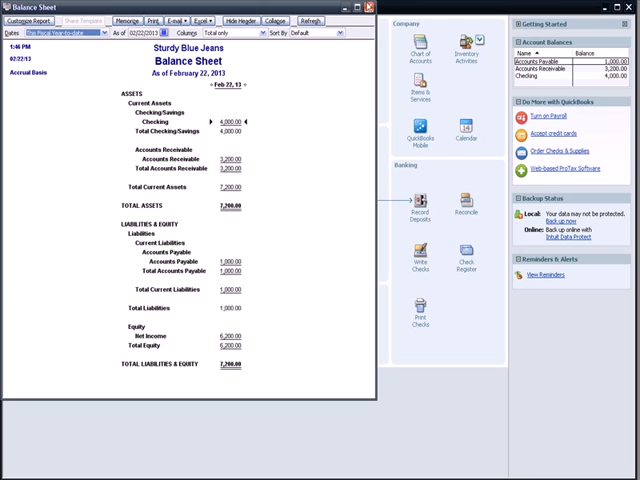 Balance Sheet
Customize Report... Share Template... Memorize... Print... E-mail Excel Hide Header Collapse Refresh
Dates This Fiscal Year-to-date As of 02/22/2013 Columns Total only Sort By Default
1:46 PM
02/22/13
Accrual Basis
Sturdy Blue Jeans
Balance Sheet
As of February 22, 2013
Feb 22, 13
ASSETS
Current Assets
Checking/Savings
Checking 4,000.00
Total Checking/Savings 4,000.00
Accounts Receivable
Accounts Receivable 3,200.00
Total Accounts Receivable 3,200.00
Total Current Assets 7,200.00
TOTAL ASSETS 7,200.00
LIABILITIES & EQUITY
Liabilities
Current Liabilities
Accounts Payable
Accounts Payable 1,000.00
Total Accounts Payable 1,000.00
Total Current Liabilities 1,000.00
Total Liabilities 1,000.00
Equity
Net Income 6,200.00
Total Equity 6,200.00
TOTAL LIABILITIES & EQUITY 7,200.00
Company
Chart of Accounts
Inventory Activities
Items & Services
QuickBooks Mobile
14
Calendar
Banking
Record Deposits
Reconcile
Write Checks
Check Register
Print Checks
Getting Started
Account Balances
Name Balance
Accounts Payable 1,000.00
Accounts Receivable 3,200.00
Checking 4,000.00
Do More with QuickBooks
Turn on Payroll
Accept credit cards
Order Checks & Supplies
Web-based ProTax Software
Backup Status
Local: Your data may not be protected.
Back up now
Online: Back up online with
Intuit Data Protect
Reminders & Alerts
View Reminders